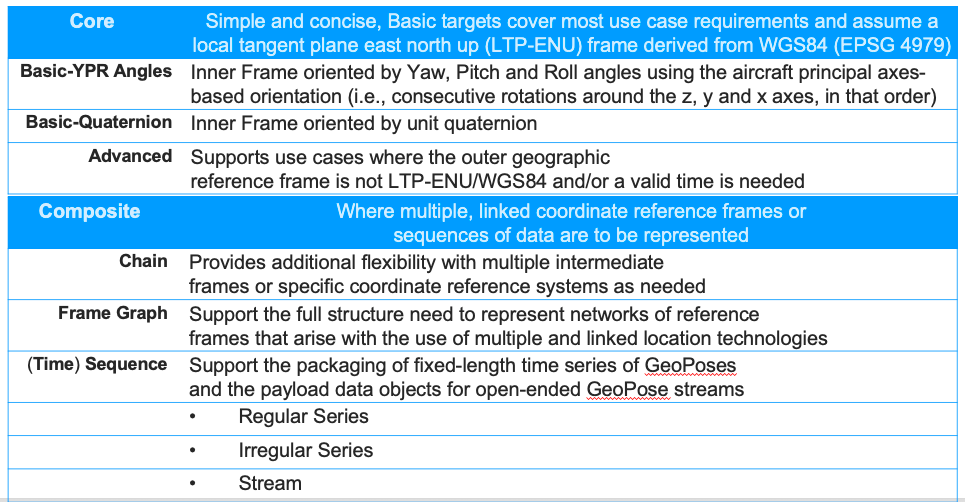 Core
Simple and concise, Basic targets cover most use case requirements and assume a
local tangent plane east north up (LTP-ENU) frame derived from WGS84 (EPSG 4979)
Basic-YPR Angles
Inner Frame oriented by Yaw, Pitch and Roll angles using the aircraft principal axes-
based orientation (i.e., consecutive rotations around the z, y and x axes, in that order)
Basic-Quaternion
Inner Frame oriented by unit quaternion
Advanced
Supports use cases where the outer geographic
reference frame is not LTP-ENU/WGS84 and/or a valid time is needed
Composite
Where multiple, linked coordinate reference frames or
sequences of data are to be represented
Chain
Provides additional flexibility with multiple intermediate
frames or specific coordinate reference systems as needed
Frame Graph
Support the full structure need to represent networks of reference
frames that arise with the use of multiple and linked location technologies
(Time) Sequence
Support the packaging of fixed-length time series of GeoPoses
and the payload data objects for open-ended GeoPose streams
• Regular Series
• Irregular Series
• Stream